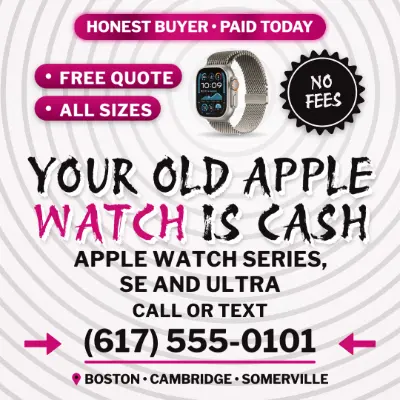 HONEST BUYER • PAID TODAY
• FREE QUOTE
• ALL SIZES
NO
FEES
YOUR OLD APPLE
WATCH IS CASH
APPLE WATCH SERIES,
SE AND ULTRA
CALL OR TEXT
(617) 555-0101
BOSTON • CAMBRIDGE • SOMERVILLE